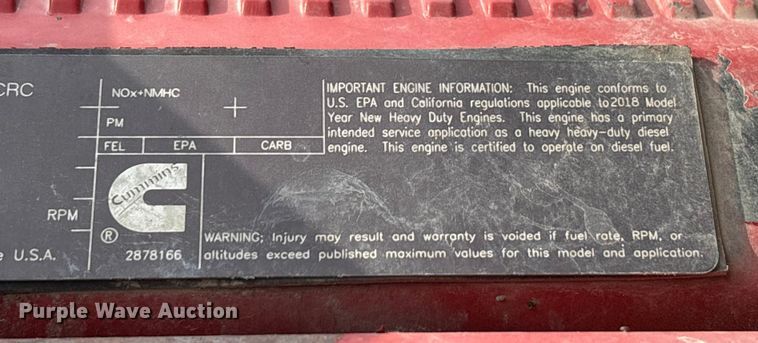 CRC
NOx+NMHC
PM
FEL EPA CARB
Cummins
®
2878166
RPM
U.S.A.
IMPORTANT ENGINE INFORMATION: This engine conforms to
U.S. EPA and California regulations applicable to 2018 Model
Year New Heavy Duty Engines. This engine has a primary
intended service application as a heavy heavy-duty diesel
engine. This engine is certified to operate on diesel fuel.
WARNING; Injury may result and warranty is voided if fuel rate, RPM, or
altitudes exceed published maximum values for this model and application.
Purple Wave Auction